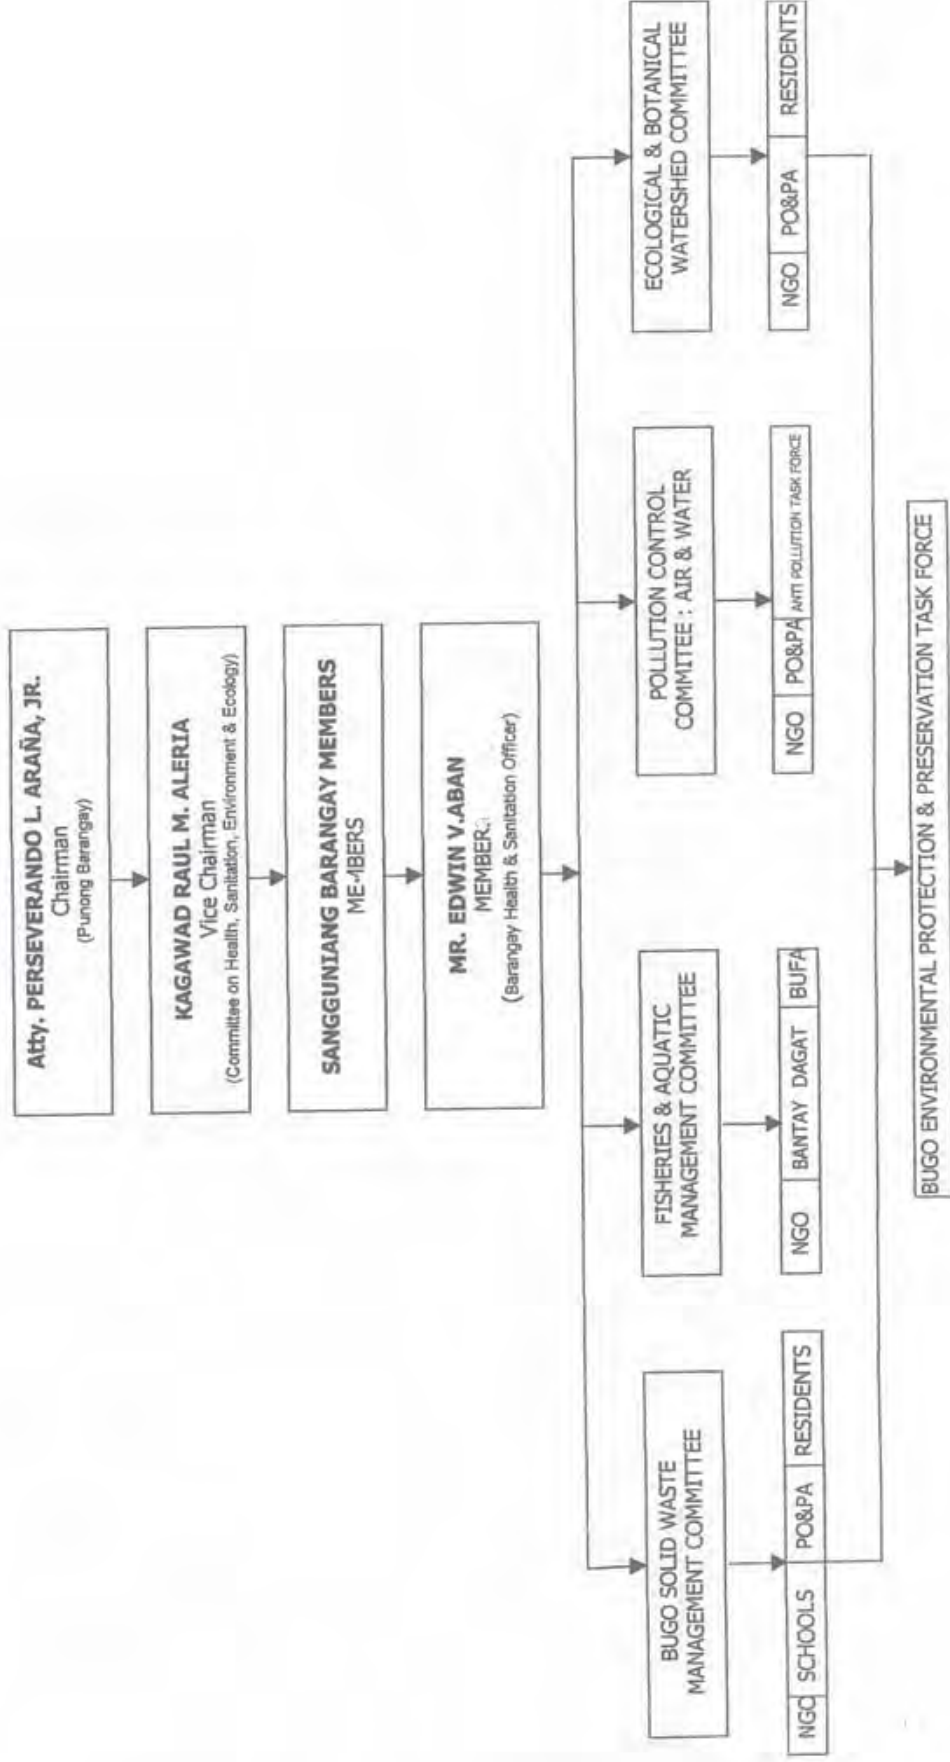 Atty. PERSEVERANDO L. ARAÑA, JR.
Chairman
(Punong Barangay)
KAGAWAD RAUL M. ALERIA
Vice Chairman
(Committee on Health, Sanitation, Environment & Ecology)
SANGGUNIANG BARANGAY MEMBERS
MEMBERS
MR. EDWIN V.ABAN
MEMBER
(Barangay Health & Sanitation Officer)
BUGO SOLID WASTE
MANAGEMENT COMMITTEE
NGO SCHOOLS PO&PA RESIDENTS
FISHERIES & AQUATIC
MANAGEMENT COMMITTEE
NGO BANTAY DAGAT BUFA
POLLUTION CONTROL
COMMITEE : AIR & WATER
NGO PO&PA ANTI POLLUTION TASK FORCE
ECOLOGICAL & BOTANICAL
WATERSHED COMMITTEE
NGO PO&PA RESIDENTS
BUGO ENVIRONMENTAL PROTECTION & PRESERVATION TASK FORCE